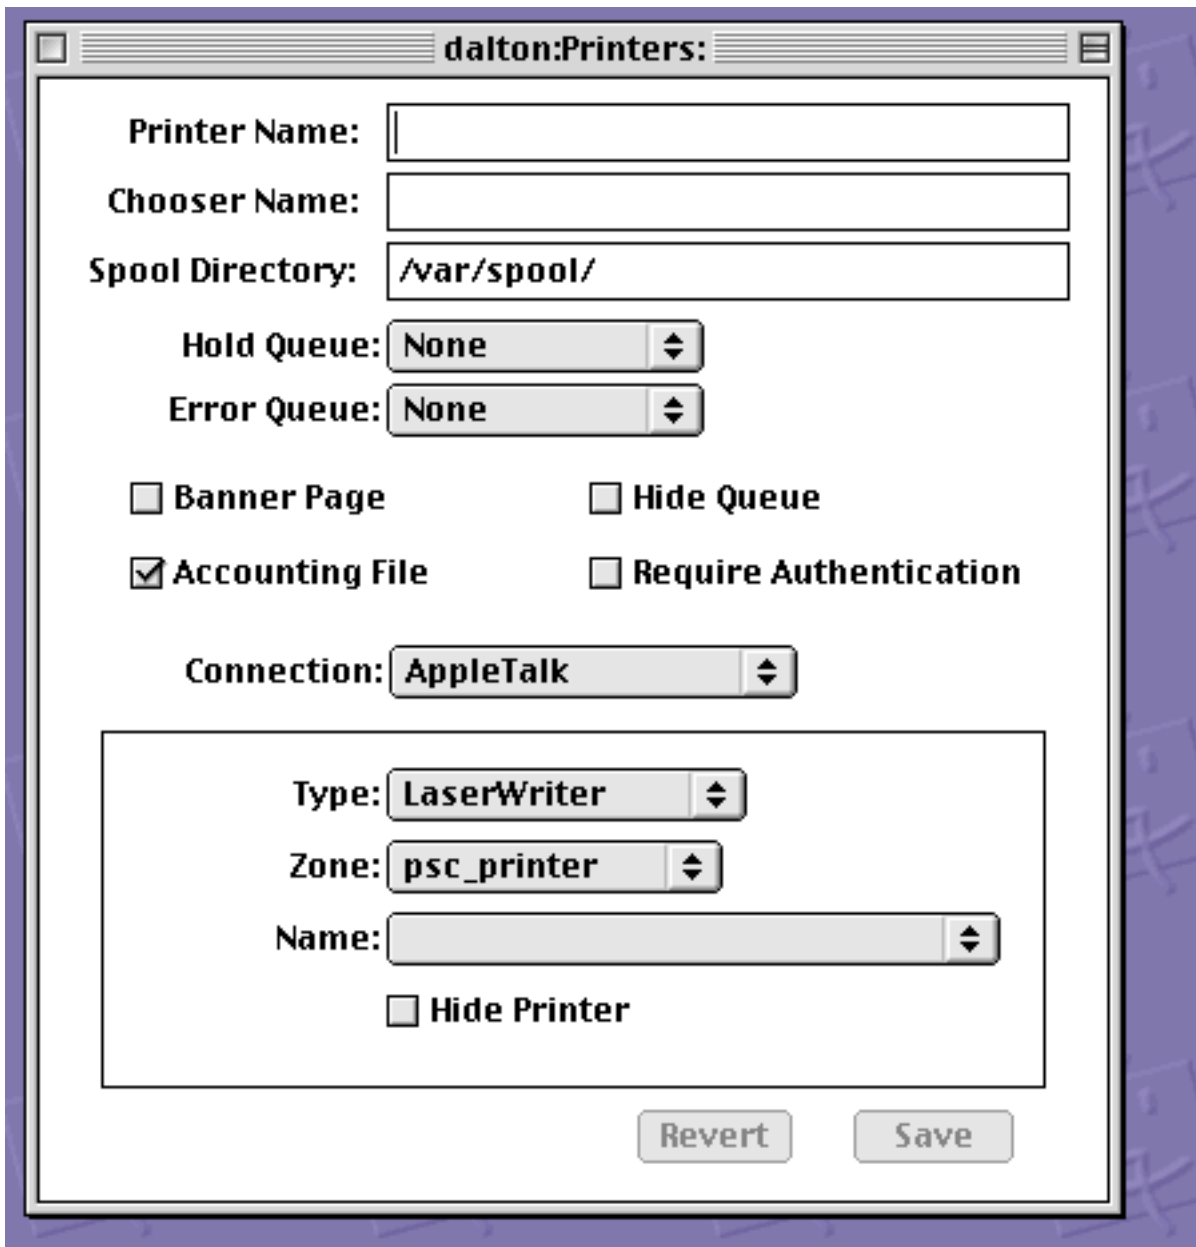 dalton:Printers:
Printer Name:
Chooser Name:
Spool Directory: /var/spool/
Hold Queue: None
Error Queue: None
Banner Page Hide Queue
Accounting File Require Authentication
Connection: AppleTalk
Type: LaserWriter
Zone: psc_printer
Name:
Hide Printer
Revert Save